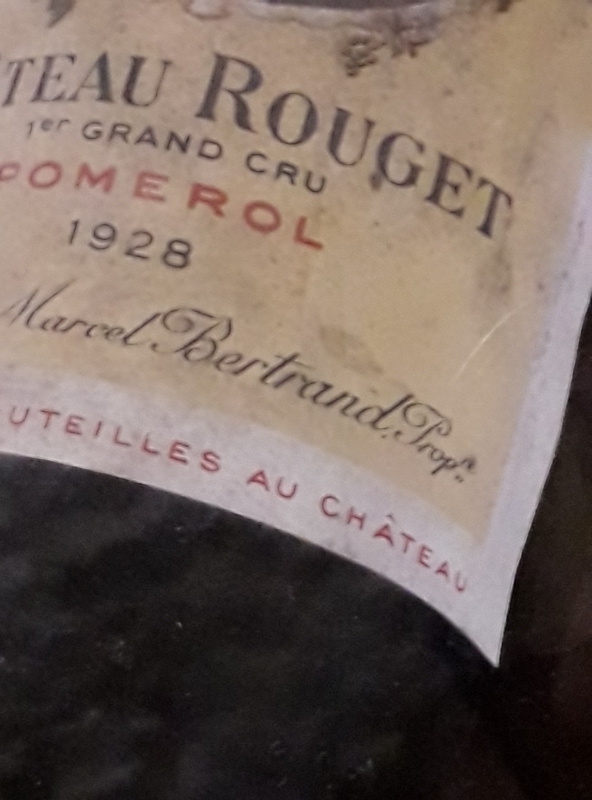 TEAU ROUGET
1er GRAND CRU
POMEROL
1928
Marcel Bertrand, Propre
UTEILLES AU CHÂTEAU